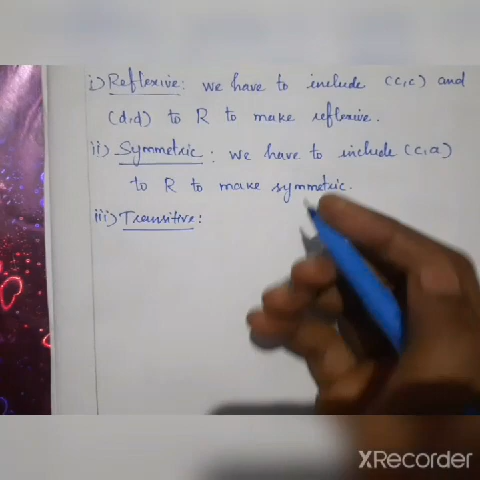 i) Reflexive: we have to include (c,c) and
(d,d) to R to make reflexive.
ii) Symmetric: we have to include (c,a)
to R to make symmetric.
iii) Transitive:
XRecorder